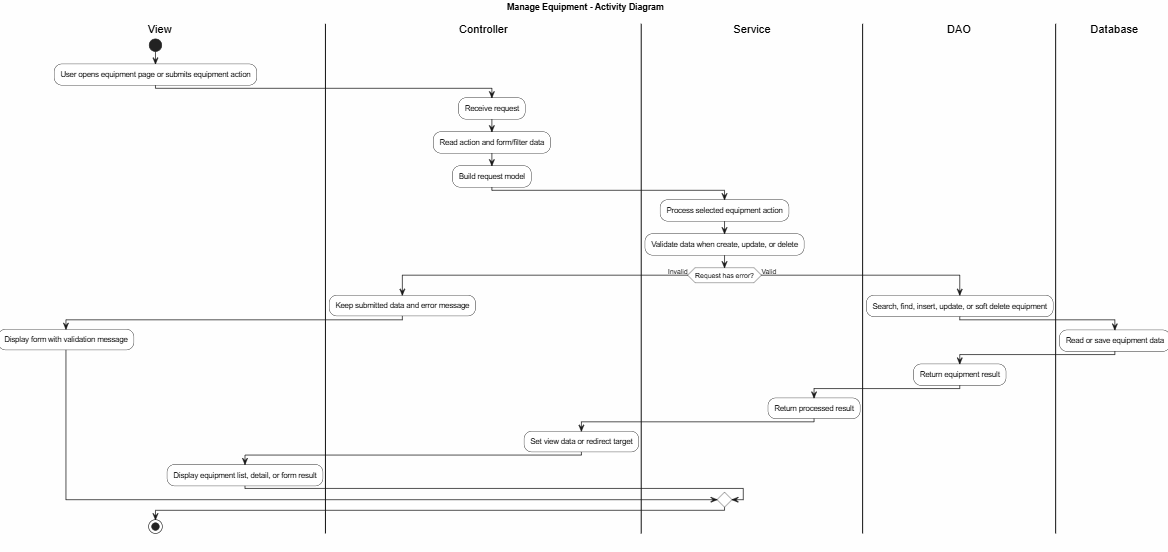 Manage Equipment - Activity Diagram
View
Controller
Service
DAO
Database
User opens equipment page or submits equipment action
Receive request
Read action and form/filter data
Build request model
Process selected equipment action
Validate data when create, update, or delete
Invalid
Request has error?
Valid
Keep submitted data and error message
Search, find, insert, update, or soft delete equipment
Display form with validation message
Read or save equipment data
Return equipment result
Return processed result
Set view data or redirect target
Display equipment list, detail, or form result